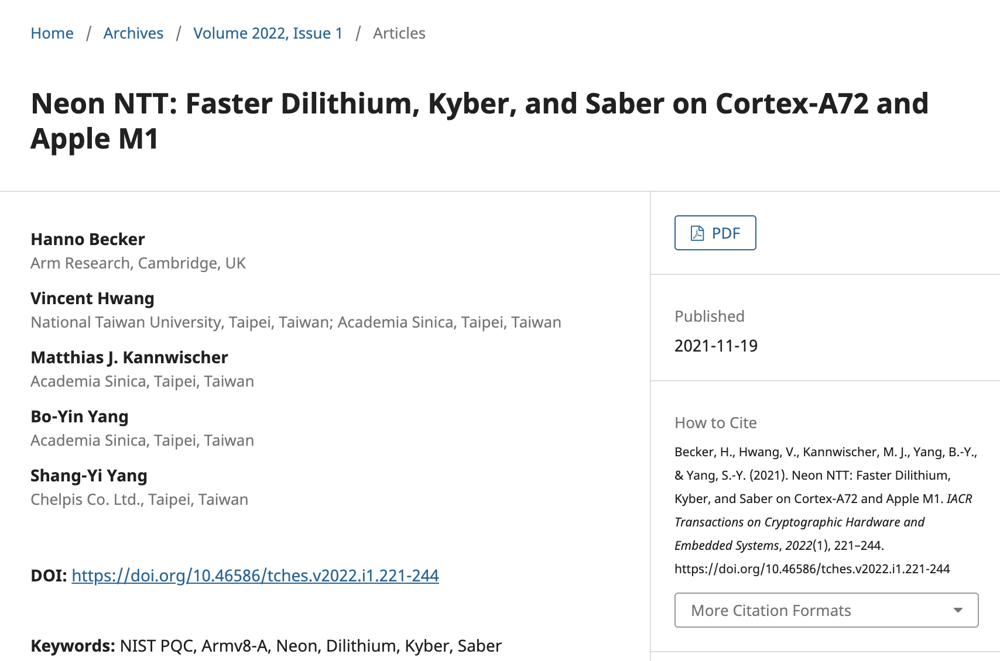 Home / Archives / Volume 2022, Issue 1 / Articles
Neon NTT: Faster Dilithium, Kyber, and Saber on Cortex-A72 and
Apple M1
Hanno Becker
Arm Research, Cambridge, UK
Vincent Hwang
National Taiwan University, Taipei, Taiwan; Academia Sinica, Taipei, Taiwan
Matthias J. Kannwischer
Academia Sinica, Taipei, Taiwan
Bo-Yin Yang
Academia Sinica, Taipei, Taiwan
Shang-Yi Yang
Chelpis Co. Ltd., Taipei, Taiwan
DOI: https://doi.org/10.46586/tches.v2022.i1.221-244
Keywords: NIST PQC, Armv8-A, Neon, Dilithium, Kyber, Saber
PDF
Published
2021-11-19
How to Cite
Becker, H., Hwang, V., Kannwischer, M. J., Yang, B.-Y.,
& Yang, S.-Y. (2021). Neon NTT: Faster Dilithium,
Kyber, and Saber on Cortex-A72 and Apple M1. IACR
Transactions on Cryptographic Hardware and
Embedded Systems, 2022(1), 221–244.
https://doi.org/10.46586/tches.v2022.i1.221-244
More Citation Formats